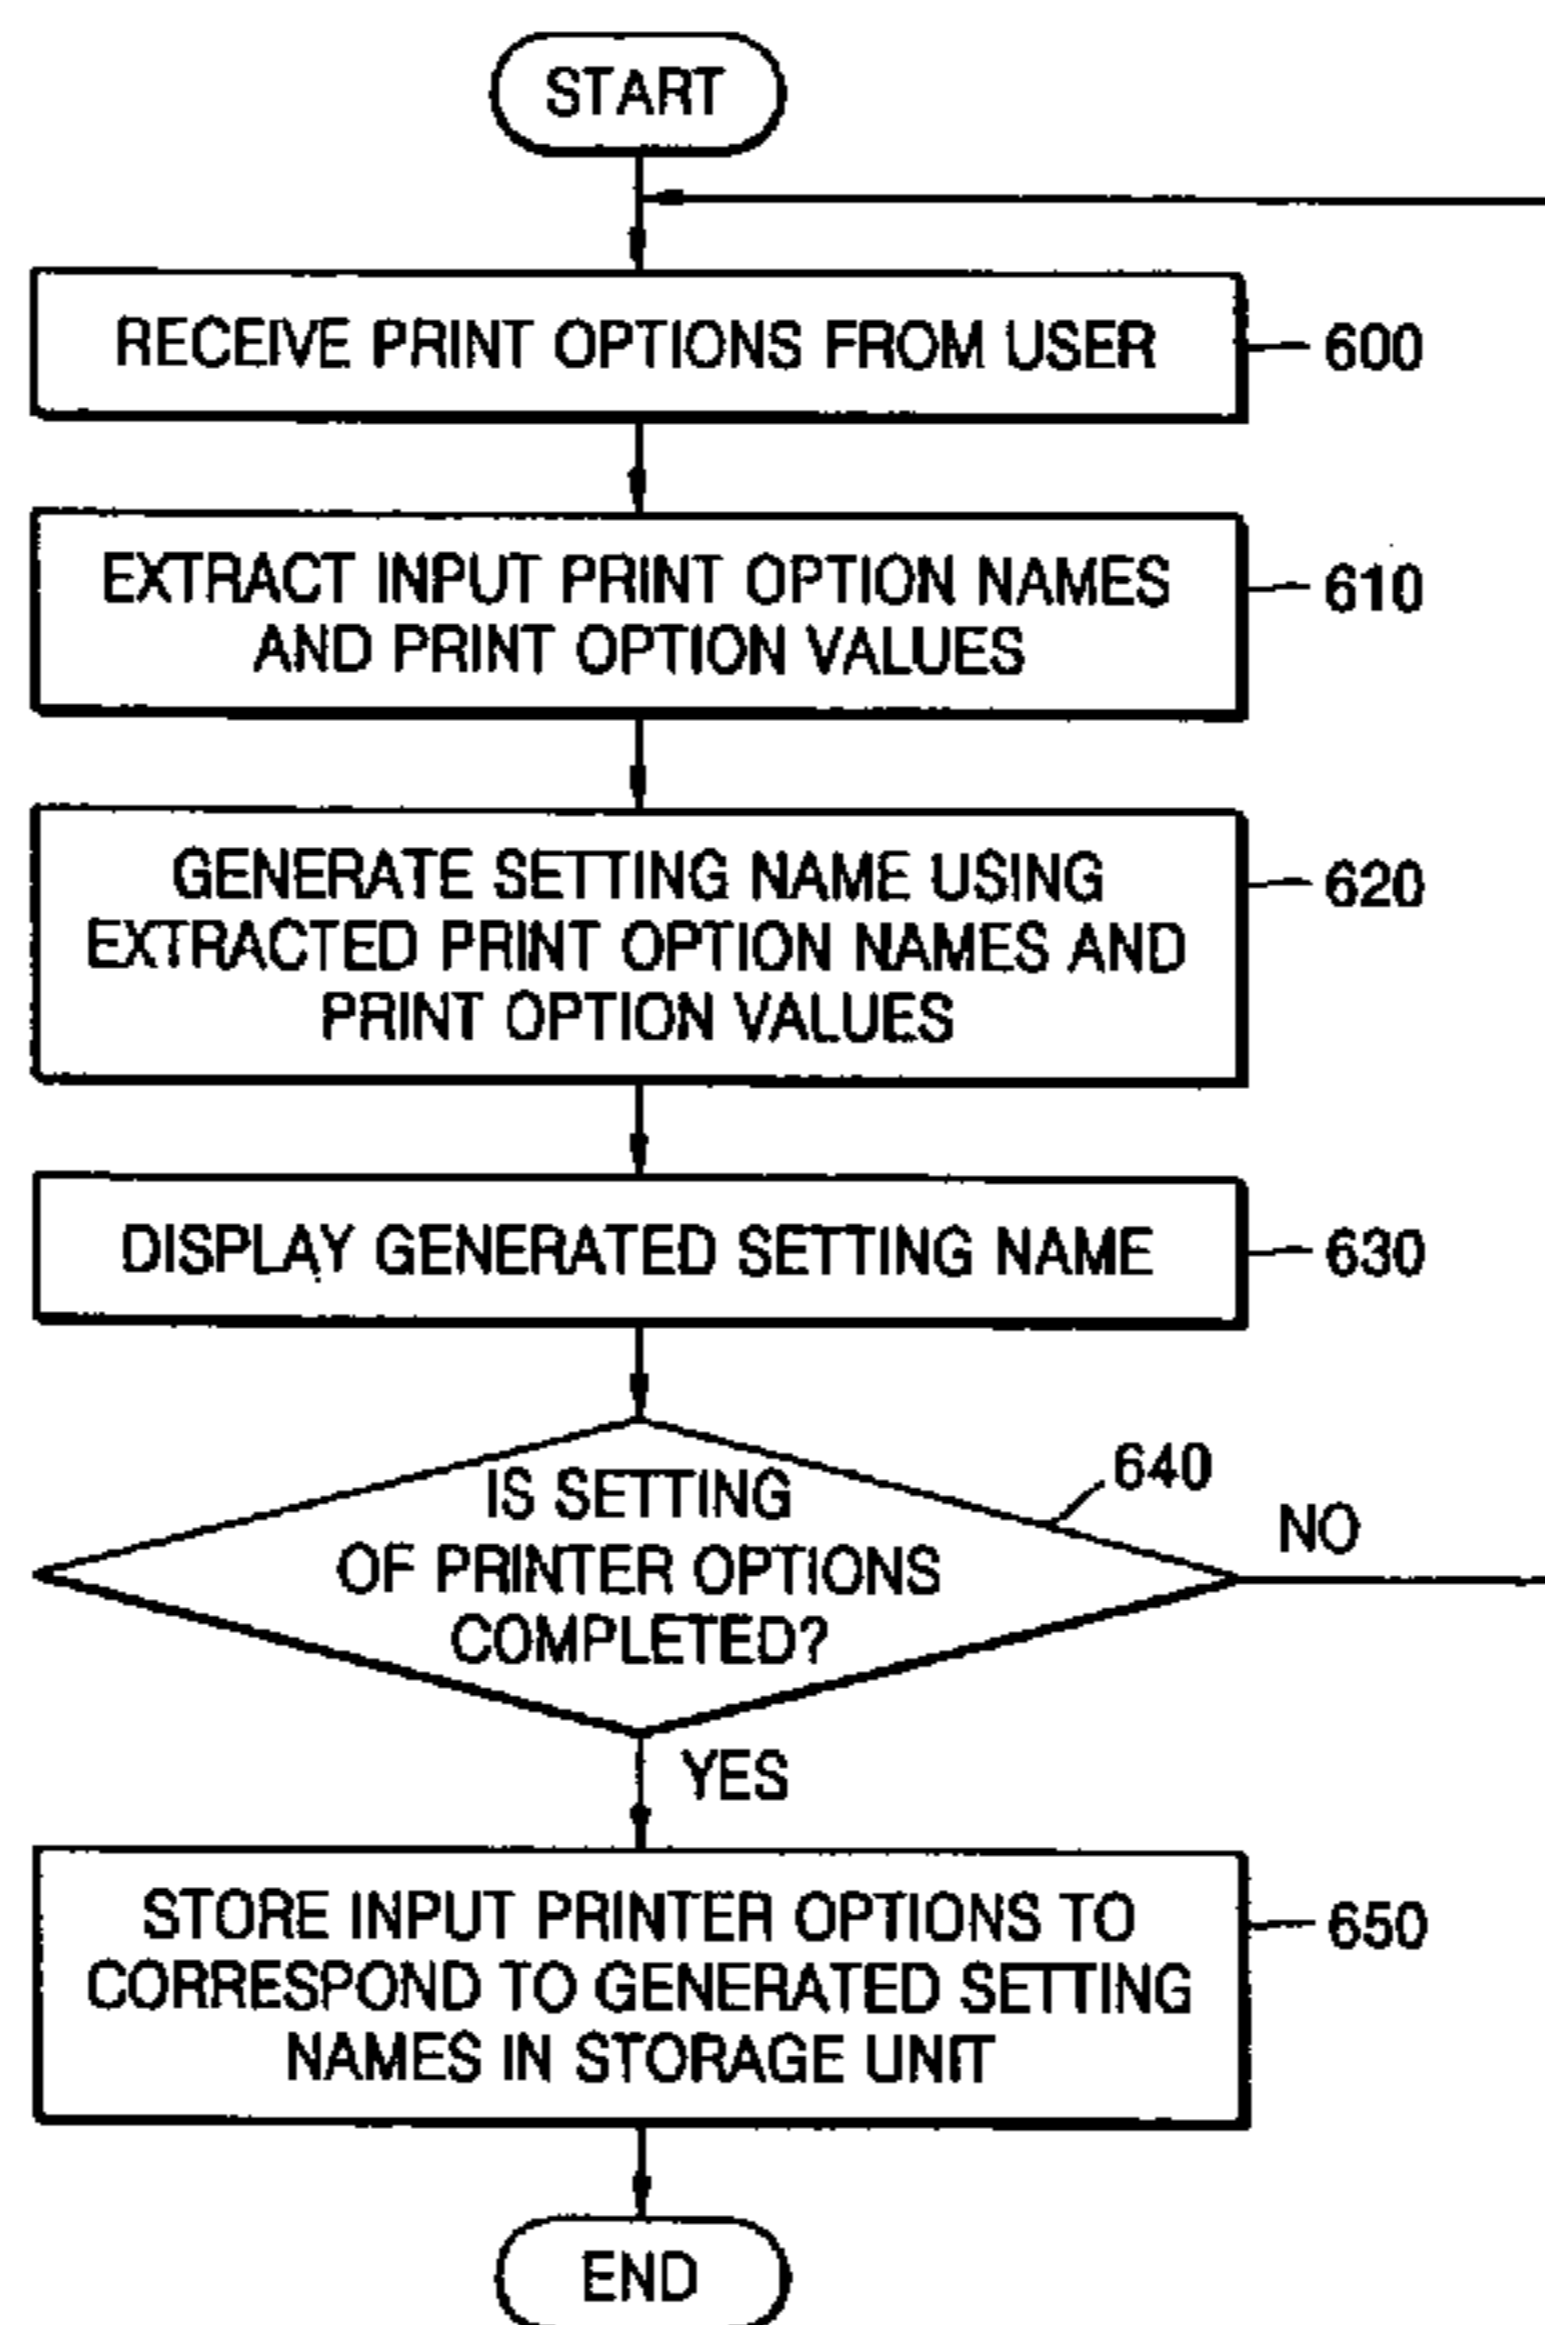 START
RECEIVE PRINT OPTIONS FROM USER
600
EXTRACT INPUT PRINT OPTION NAMES
AND PRINT OPTION VALUES
610
GENERATE SETTING NAME USING
EXTRACTED PRINT OPTION NAMES AND
PRINT OPTION VALUES
620
DISPLAY GENERATED SETTING NAME
630
IS SETTING
OF PRINTER OPTIONS
COMPLETED?
640
NO
YES
STORE INPUT PRINTER OPTIONS TO
CORRESPOND TO GENERATED SETTING
NAMES IN STORAGE UNIT
650
END